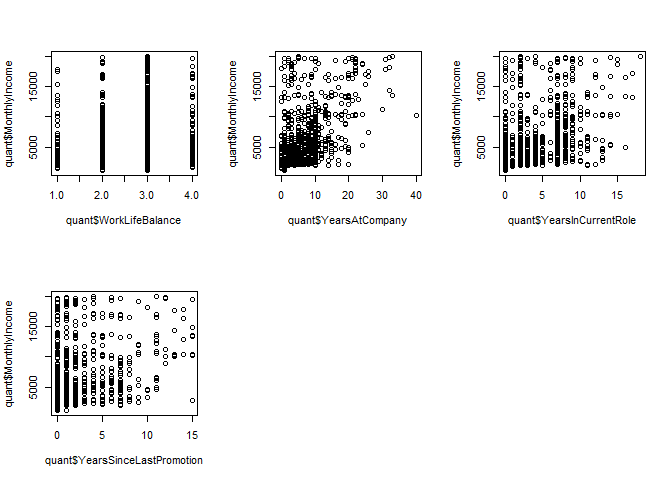 quant$MonthlyIncome
5000
15000
1.0 2.0 3.0 4.0
quant$WorkLifeBalance
quant$MonthlyIncome
5000
15000
0 10 20 30 40
quant$YearsAtCompany
quant$MonthlyIncome
5000
15000
0 5 10 15
quant$YearsInCurrentRole
quant$MonthlyIncome
5000
15000
0 5 10 15
quant$YearsSinceLastPromotion